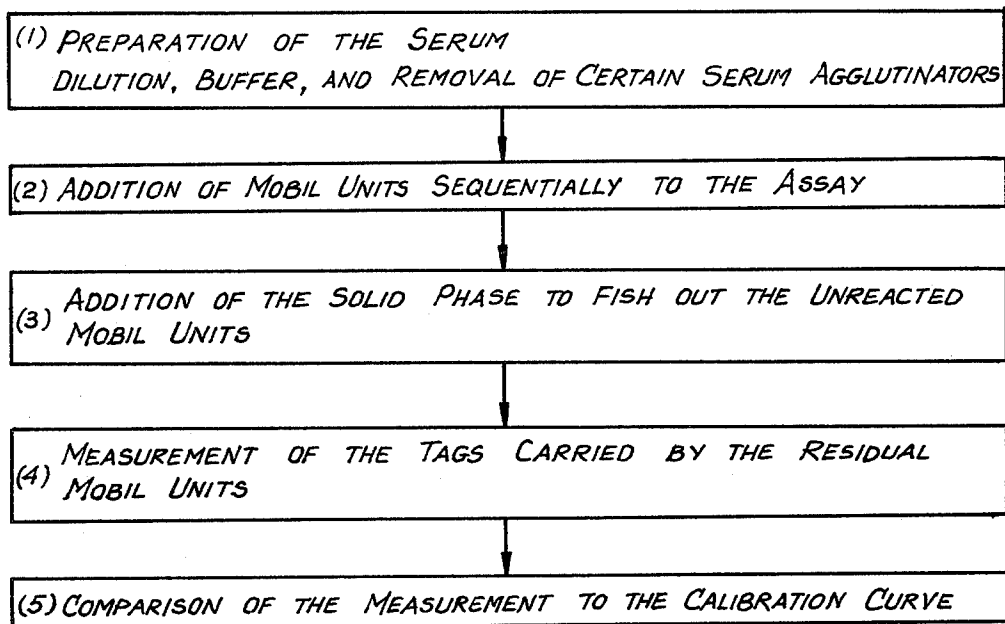 (1) PREPARATION OF THE SERUM
DILUTION, BUFFER, AND REMOVAL OF CERTAIN SERUM AGGLUTINATORS
(2) ADDITION OF MOBIL UNITS SEQUENTIALLY TO THE ASSAY
(3) ADDITION OF THE SOLID PHASE TO FISH OUT THE UNREACTED
MOBIL UNITS
(4) MEASUREMENT OF THE TAGS CARRIED BY THE RESIDUAL
MOBIL UNITS
(5) COMPARISON OF THE MEASUREMENT TO THE CALIBRATION CURVE